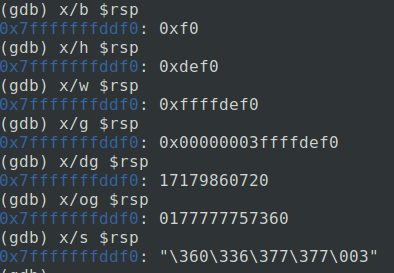 (gdb) x/b $rsp
0x7fffffffddf0: 0xf0
(gdb) x/h $rsp
0x7fffffffddf0: 0xdef0
(gdb) x/w $rsp
0x7fffffffddf0: 0xffffdef0
(gdb) x/g $rsp
0x7fffffffddf0: 0x00000003ffffdef0
(gdb) x/dg $rsp
0x7fffffffddf0: 17179860720
(gdb) x/og $rsp
0x7fffffffddf0: 0177777757360
(gdb) x/s $rsp
0x7fffffffddf0: "\360\336\377\377\003"